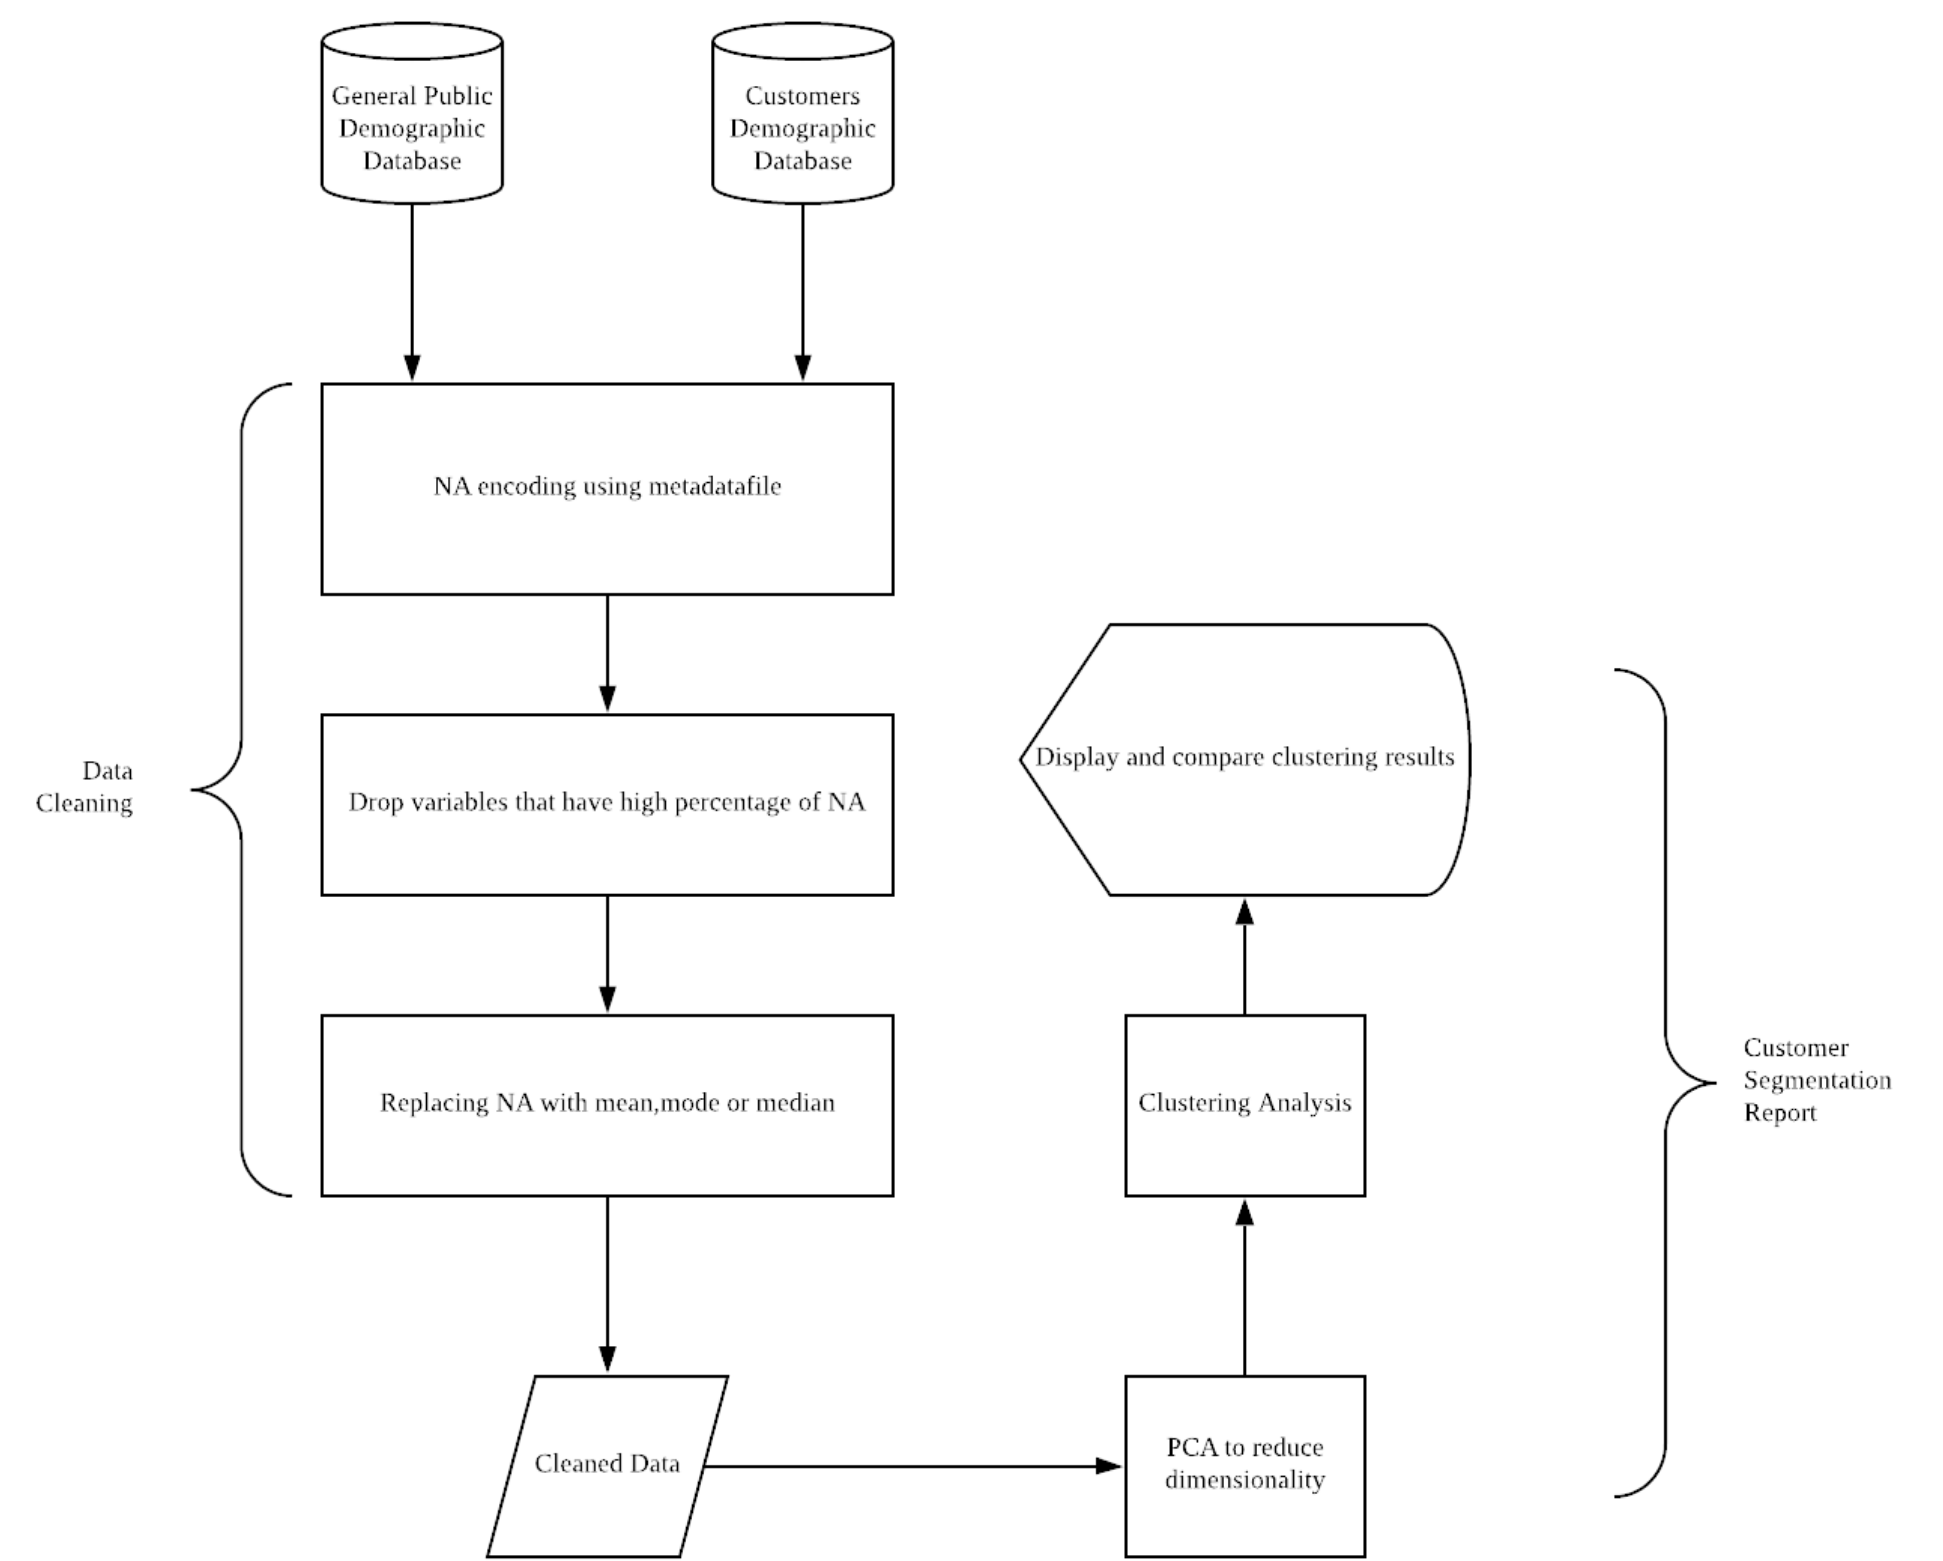 General Public
Demographic
Database
Customers
Demographic
Database
NA encoding using metadatafile
Data
Cleaning
Drop variables that have high percentage of NA
Replacing NA with mean,mode or median
Cleaned Data
PCA to reduce
dimensionality
Clustering Analysis
Display and compare clustering results
Customer
Segmentation
Report